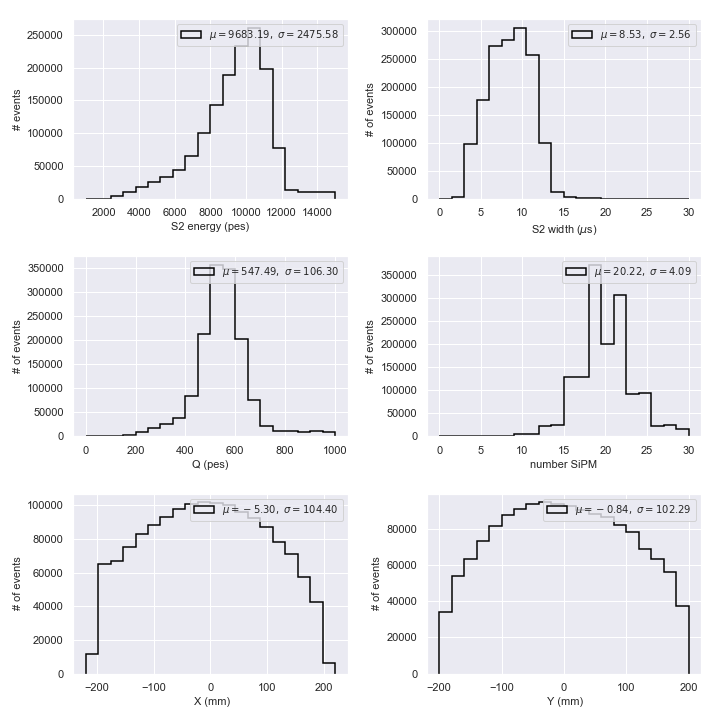 # events
250000
200000
150000
100000
50000
0
μ = 9683.19, σ = 2475.58
2000 4000 6000 8000 10000 12000 14000
S2 energy (pes)
# of events
300000
250000
200000
150000
100000
50000
0
μ = 8.53, σ = 2.56
0 5 10 15 20 25 30
S2 width (μs)
# of events
350000
300000
250000
200000
150000
100000
50000
0
μ = 547.49, σ = 106.30
0 200 400 600 800 1000
Q (pes)
# of events
350000
300000
250000
200000
150000
100000
50000
0
μ = 20.22, σ = 4.09
0 5 10 15 20 25 30
number SiPM
# of events
100000
80000
60000
40000
20000
0
μ = −5.30, σ = 104.40
−200 −100 0 100 200
X (mm)
# of events
80000
60000
40000
20000
0
μ = −0.84, σ = 102.29
−200 −100 0 100 200
Y (mm)